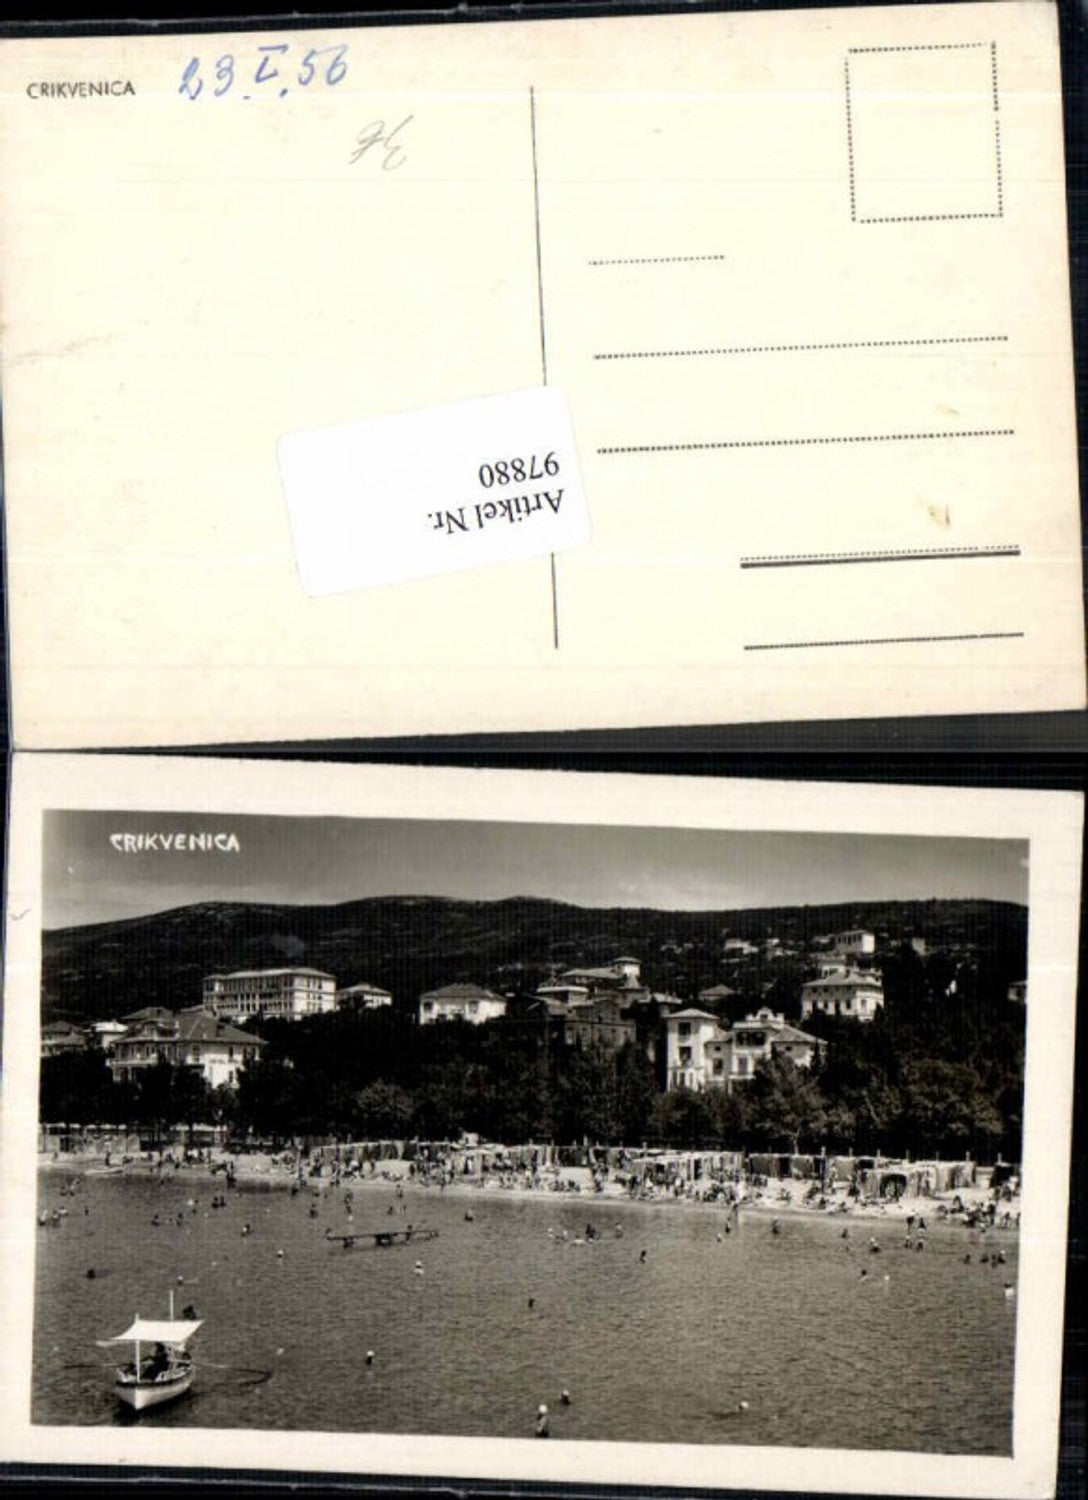 CRIKVENICA
23.I.56
Artikel Nr.
97880
CRIKVENICA